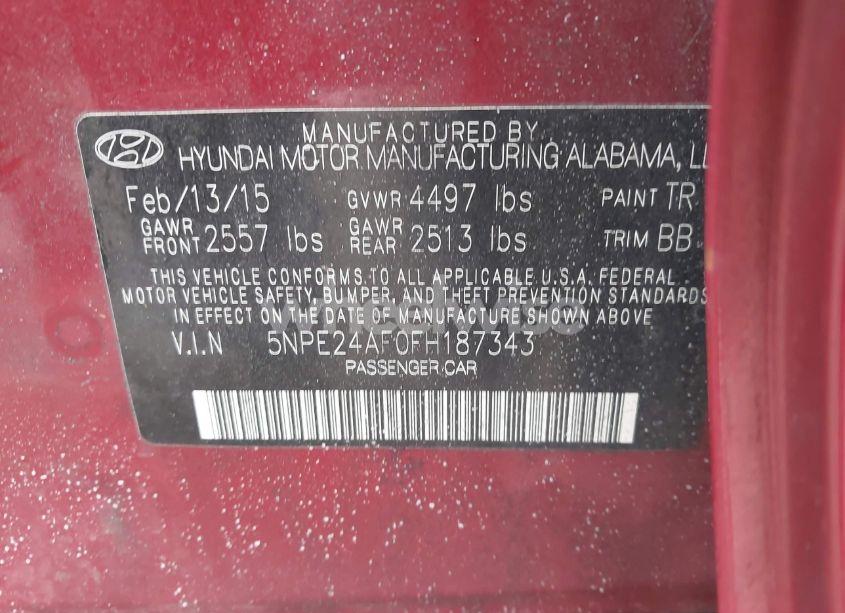 MANUFACTURED BY
HYUNDAI MOTOR MANUFACTURING ALABAMA,
Feb/13/15 GVWR 4497 lbs PAINT TR
GAWR FRONT 2557 lbs GAWR REAR 2513 lbs TRIM BB
THIS VEHICLE CONFORMS TO ALL APPLICABLE U.S.A. FEDERAL
MOTOR VEHICLE SAFETY, BUMPER, AND THEFT PREVENTION STANDARDS
IN EFFECT ON THE DATE OF MANUFACTURE SHOWN ABOVE
V.I.N 5NPE24AF0FH187343
PASSENGER CAR